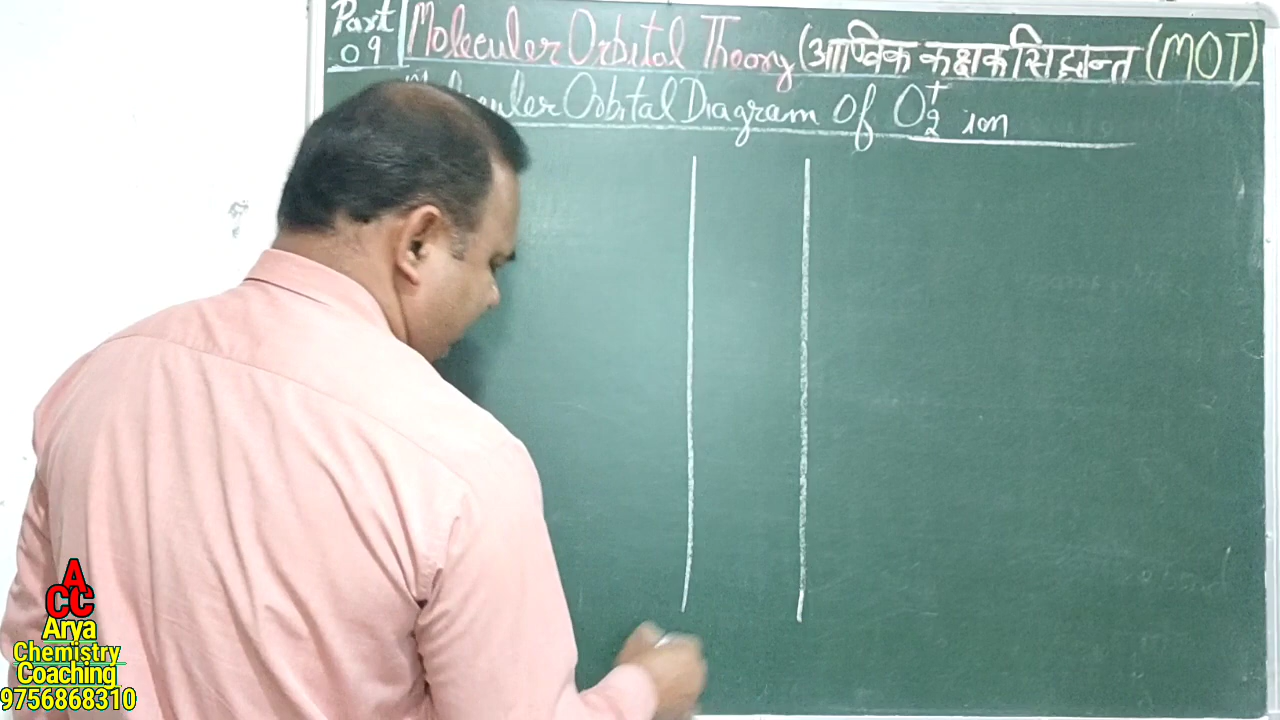 Part
09
Molecular Orbital Theory (आण्विक कक्षक सिद्धान्त (MOT)
Orbital Diagram of O₂⁺ ion
A
CC
Arya
Chemistry
Coaching
9756868310